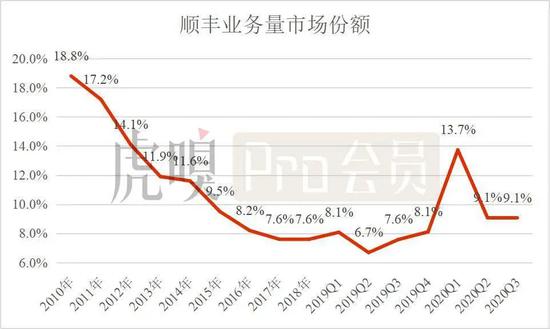 顺丰业务量市场份额
20.0%
18.0%
16.0%
14.0%
12.0%
10.0%
8.0%
6.0%
18.8%
17.2%
14.1%
11.9%
11.6%
9.5%
8.2%
7.6%
7.6%
8.1%
6.7%
7.6%
8.1%
13.7%
9.1%
9.1%
虎嗅 Pro会员
2010年
2011年
2012年
2013年
2014年
2015年
2016年
2017年
2018年
2019Q1
2019Q2
2019Q3
2019Q4
2020Q1
2020Q2
2020Q3